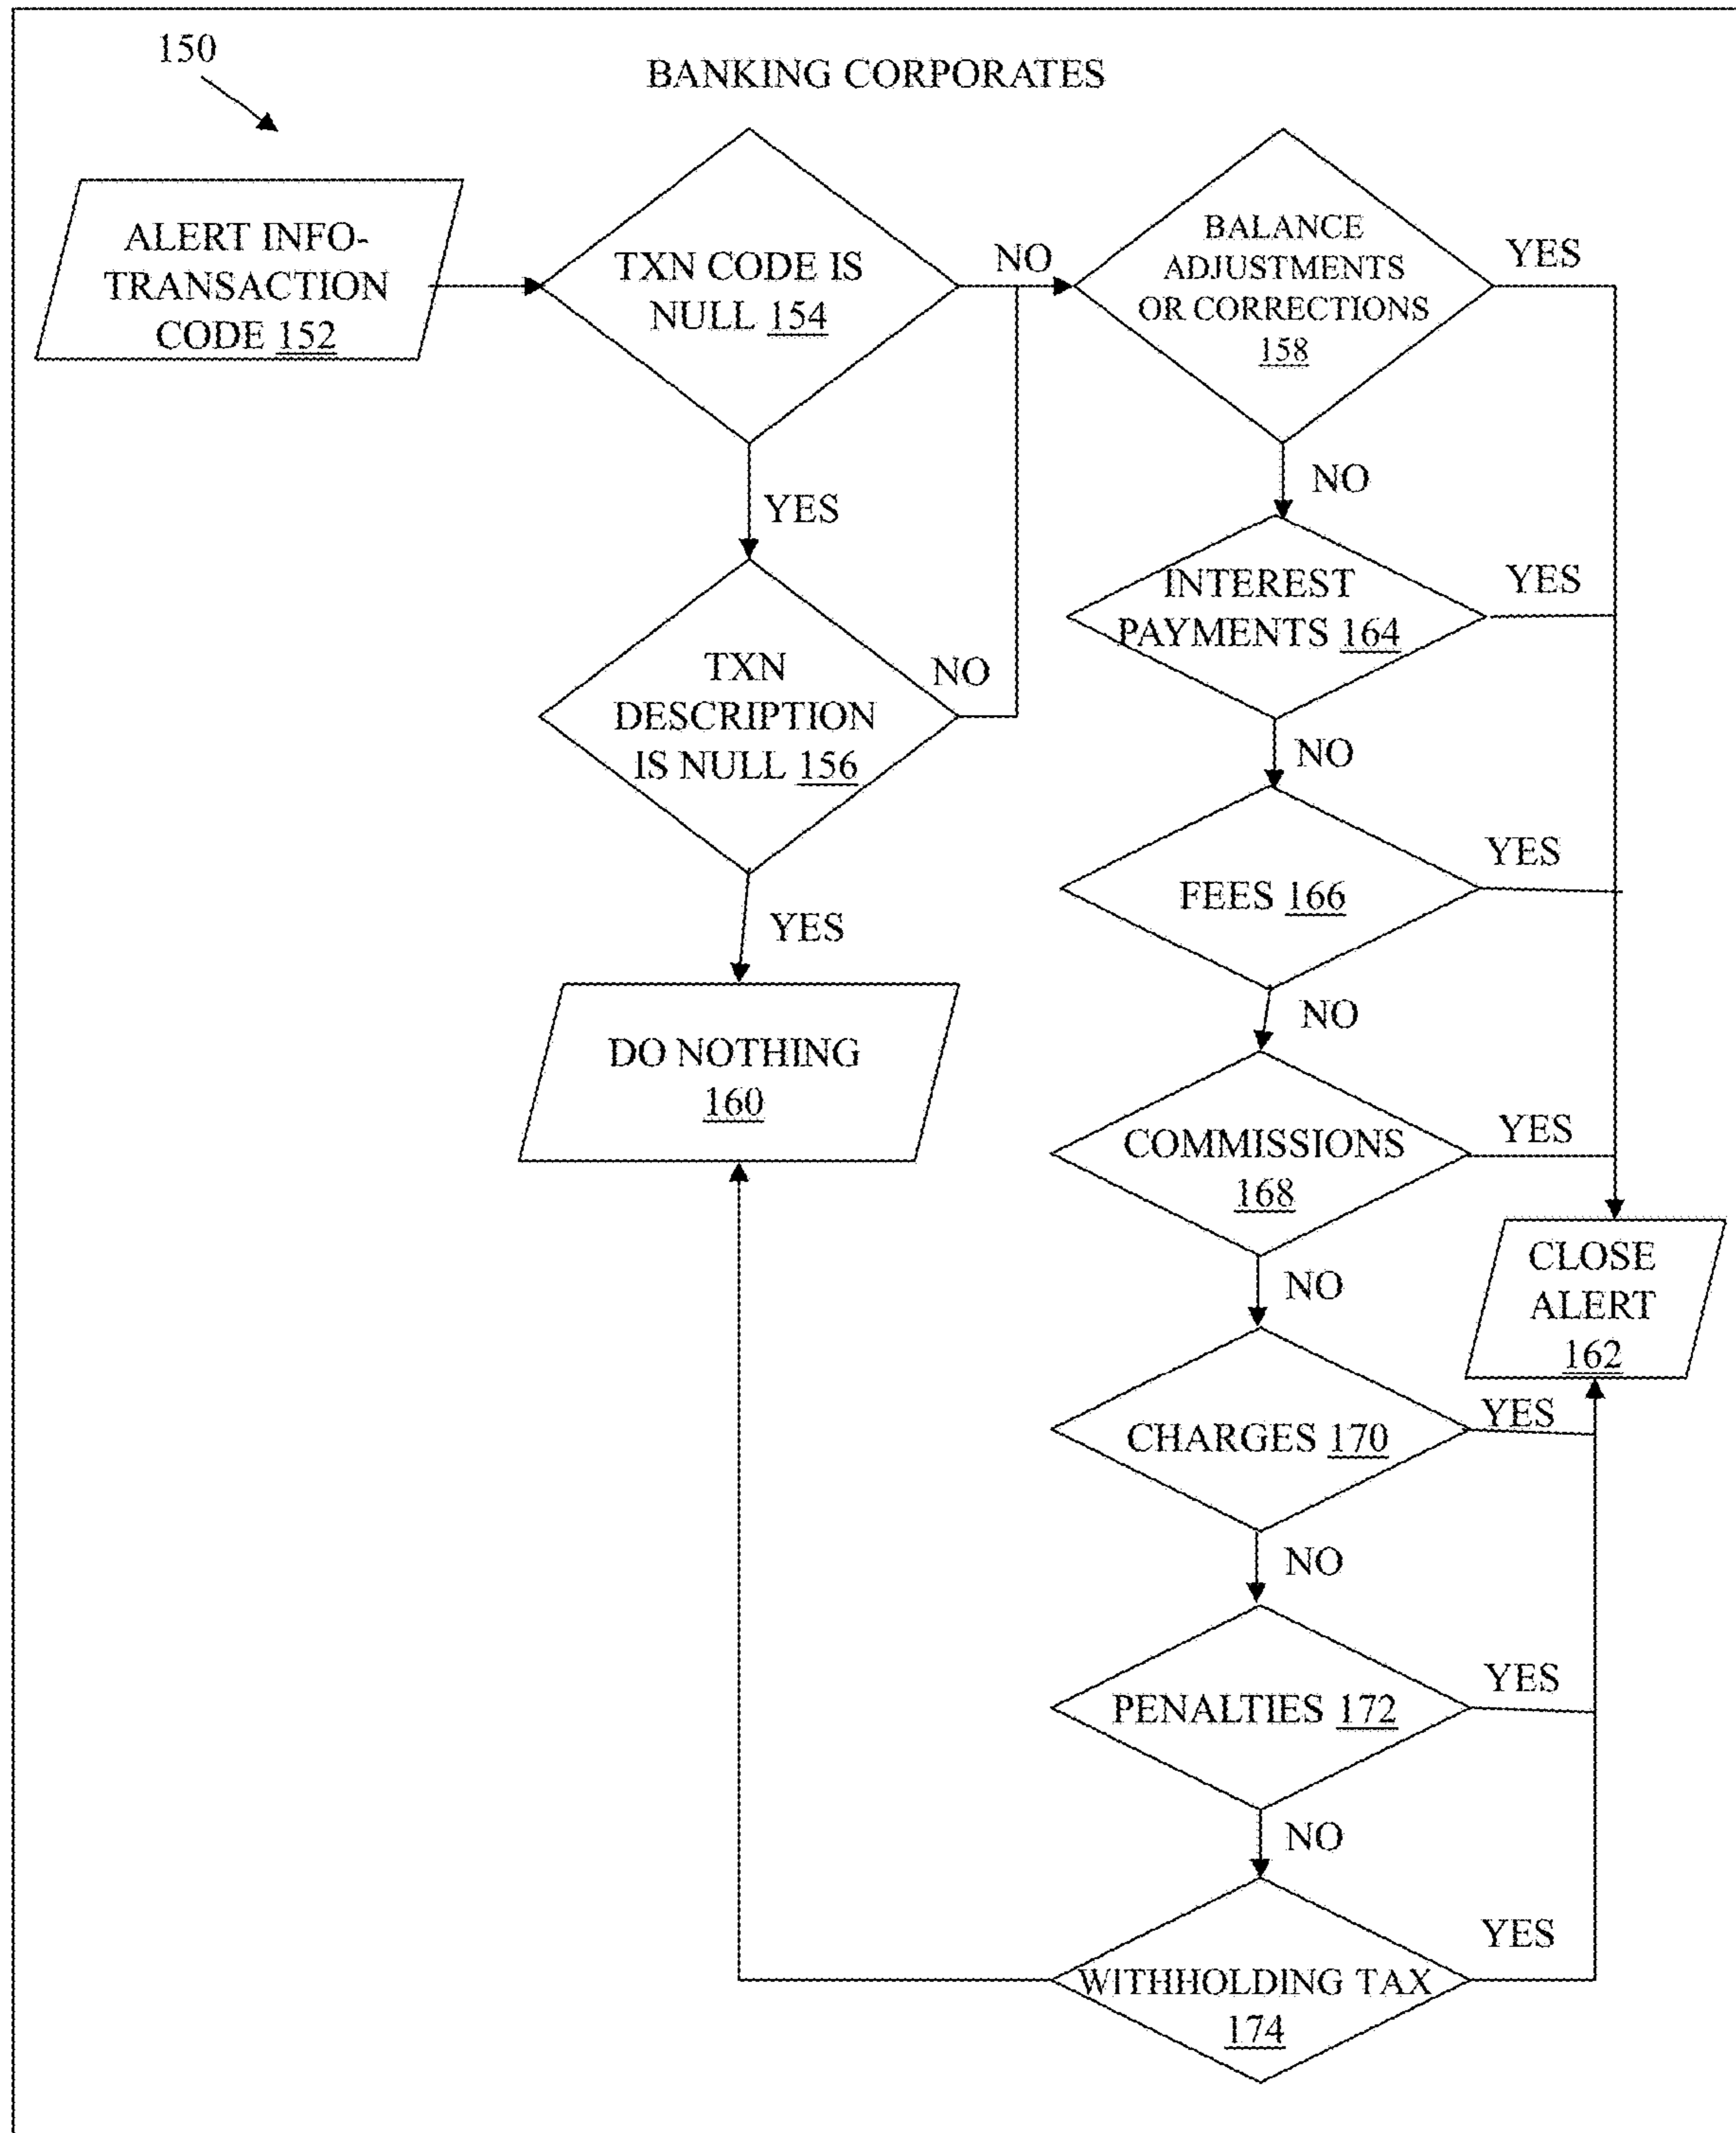 150
BANKING CORPORATES
ALERT INFO-
TRANSACTION
CODE 152
TXN CODE IS
NULL 154
NO
BALANCE
ADJUSTMENTS
OR CORRECTIONS
158
YES
YES
NO
TXN
DESCRIPTION
IS NULL 156
NO
INTEREST
PAYMENTS 164
YES
NO
YES
FEES 166
YES
DO NOTHING
160
NO
COMMISSIONS
168
YES
CLOSE
ALERT
162
NO
CHARGES 170
YES
NO
PENALTIES 172
YES
NO
WITHHOLDING TAX
174
YES